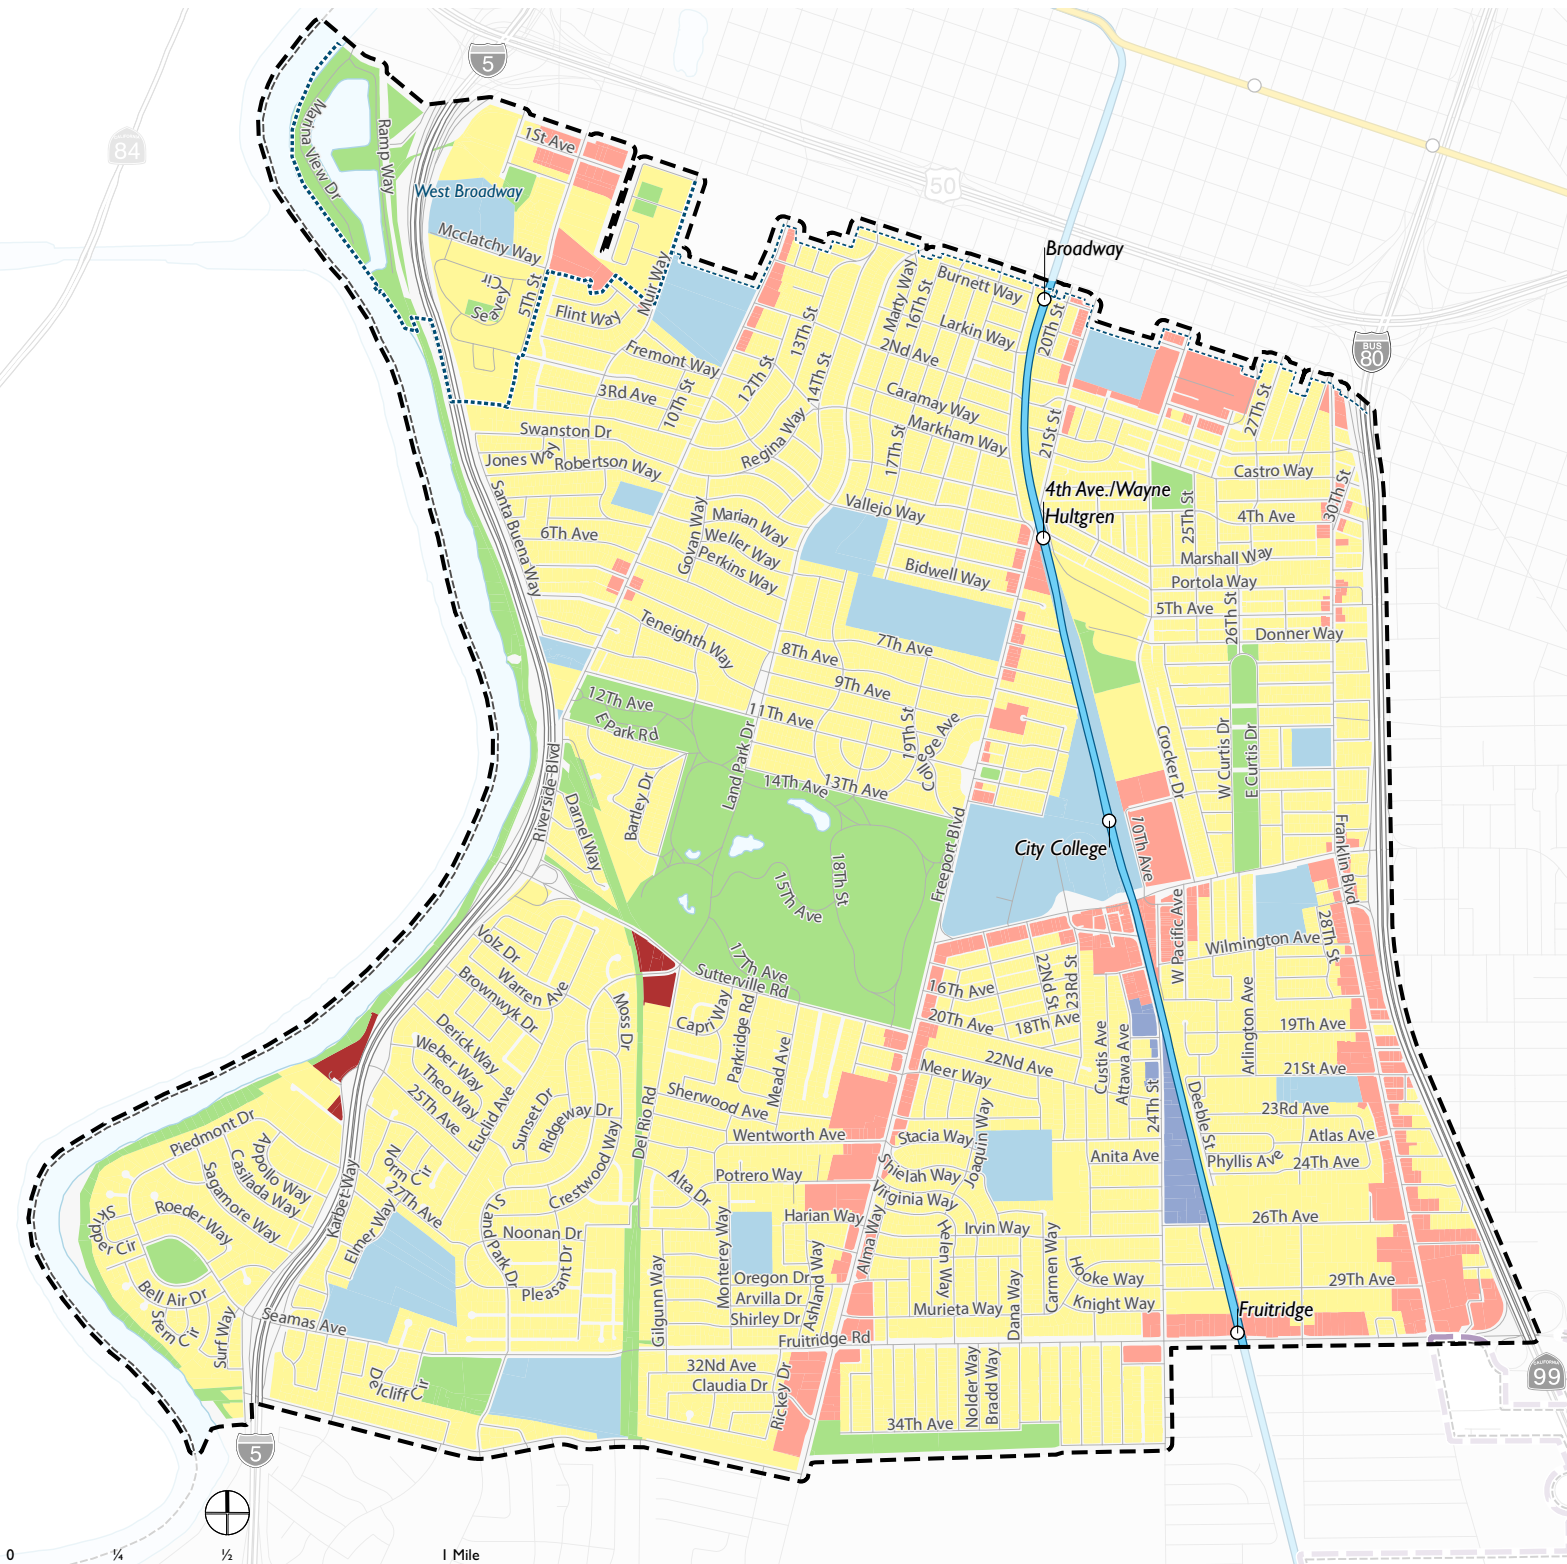 5
84
50
BUS
80
Marina View Dr
Ramp Way
1St Ave
West Broadway
Mcclatchy Way
Seavey Cir
5Th St
Muir Way
Flint Way
Fremont Way
3Rd Ave
10Th St
12Th St
13Th St
14Th St
Marty Way
16Th St
Burnett Way
Broadway
Larkin Way
20Th St
2Nd Ave
Caramay Way
Markham Way
21St St
27Th St
Swanston Dr
Jones Way
Robertson Way
Regina Way
17Th St
Castro Way
30Th St
Santa Buena Way
6Th Ave
Govan Way
Marian Way
Weller Way
Perkins Way
Vallejo Way
4th Ave./Wayne
Hultgren
25Th St
4Th Ave
Marshall Way
Bidwell Way
Portola Way
5Th Ave
26Th St
Donner Way
Teneighth Way
7Th Ave
8Th Ave
9Th Ave
12Th Ave
E Park Rd
11Th Ave
19Th St
College Ave
Land Park Dr
14Th Ave
13Th Ave
Crocker Dr
W Curtis Dr
E Curtis Dr
Riverside Blvd
Darnel Way
Bartley Dr
Freeport Blvd
City College
10Th Ave
Franklin Blvd
15Th Ave
18Th St
17Th Ave
Sutterville Rd
Volz Dr
Warren Ave
Brownwyk Dr
Moss Dr
Capri Way
Parkridge Rd
Mead Ave
16Th Ave
20Th Ave
22Nd St
23Rd St
18Th Ave
W Pacific Ave
Wilmington Ave
28Th St
Arlington Ave
19Th Ave
Derick Way
Weber Way
Theo Way
25Th Ave
Euclid Ave
Sunset Dr
Ridgeway Dr
Crestwood Way
Del Rio Rd
Sherwood Ave
Meer Way
22Nd Ave
Custis Ave
Attawa Ave
24Th St
Deeble St
21St Ave
23Rd Ave
Piedmont Dr
Appollo Way
Casilada Way
Sagamore Way
Roeder Way
Skipper Cir
Bell Air Dr
Stern Cir
Surf Way
Karbet Way
Norm Cir
27Th Ave
Elmer Way
Seamas Ave
S Land Park Dr
Noonan Dr
Pleasant Dr
Wentworth Ave
Potrero Way
Alta Dr
Harian Way
Stacia Way
Shielah Way
Virginia Way
Joaquin Way
Anita Ave
Atlas Ave
Phyllis Ave
24Th Ave
26Th Ave
Irvin Way
Helen Way
Alma Way
Gilgunn Way
Monterey Way
Oregon Dr
Arvilla Dr
Shirley Dr
Ashland Way
Murieta Way
Dana Way
Carmen Way
Hooke Way
Knight Way
29Th Ave
Fruitridge
Fruitridge Rd
Delcliff Cir
32Nd Ave
Claudia Dr
Rickey Dr
34Th Ave
Nolder Way
Bradd Way
CALIFORNIA
99
5
0
¼
½
1 Mile